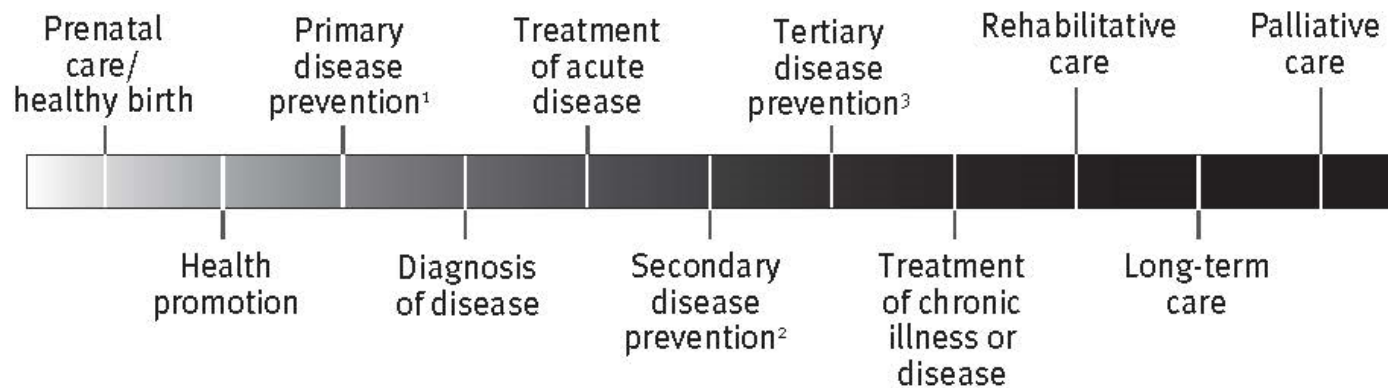 Prenatal
care/
healthy birth
Health
promotion
Primary
disease
prevention¹
Diagnosis
of disease
Treatment
of acute
disease
Secondary
disease
prevention²
Tertiary
disease
prevention³
Treatment
of chronic
illness or
disease
Rehabilitative
care
Long-term
care
Palliative
care